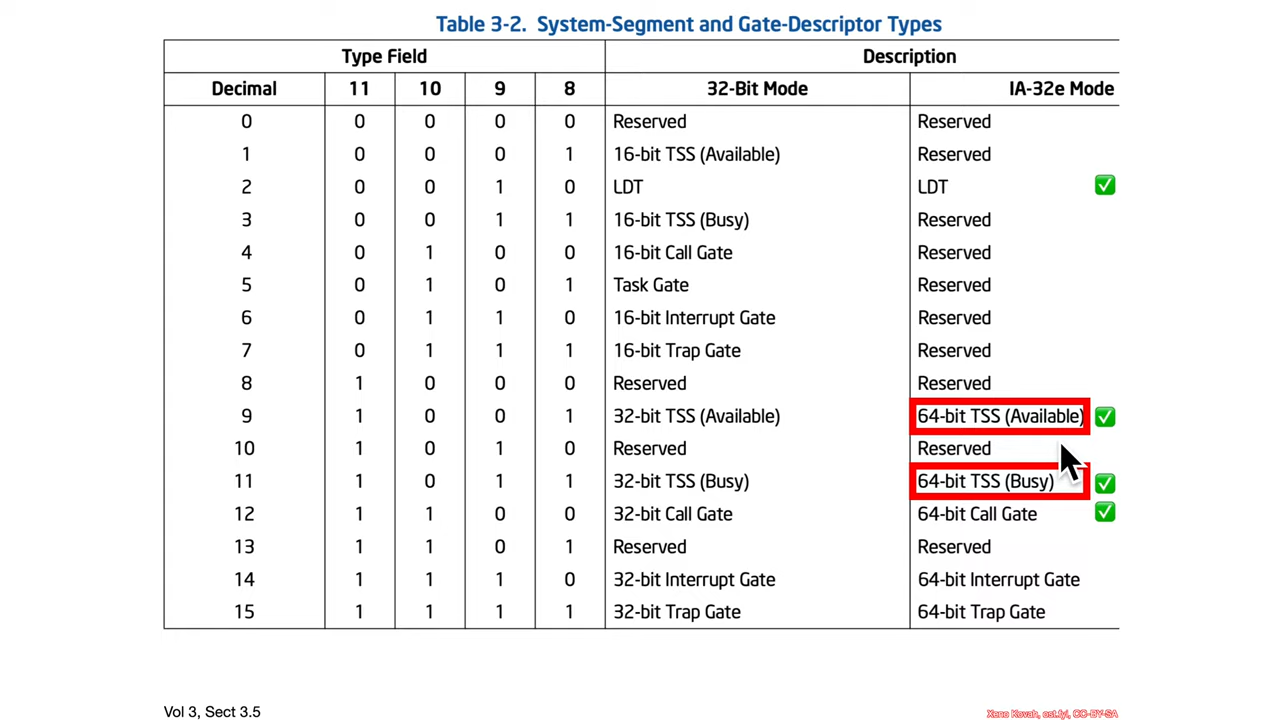 Table 3-2. System-Segment and Gate-Descriptor Types
Type Field Description
Decimal 11 10 9 8 32-Bit Mode IA-32e Mode
0 0 0 0 0 Reserved Reserved
1 0 0 0 1 16-bit TSS (Available) Reserved
2 0 0 1 0 LDT LDT
3 0 0 1 1 16-bit TSS (Busy) Reserved
4 0 1 0 0 16-bit Call Gate Reserved
5 0 1 0 1 Task Gate Reserved
6 0 1 1 0 16-bit Interrupt Gate Reserved
7 0 1 1 1 16-bit Trap Gate Reserved
8 1 0 0 0 Reserved Reserved
9 1 0 0 1 32-bit TSS (Available) 64-bit TSS (Available)
10 1 0 1 0 Reserved Reserved
11 1 0 1 1 32-bit TSS (Busy) 64-bit TSS (Busy)
12 1 1 0 0 32-bit Call Gate 64-bit Call Gate
13 1 1 0 1 Reserved Reserved
14 1 1 1 0 32-bit Interrupt Gate 64-bit Interrupt Gate
15 1 1 1 1 32-bit Trap Gate 64-bit Trap Gate
Vol 3, Sect 3.5
Xeno Kovah, ost.fyi, CC-BY-SA